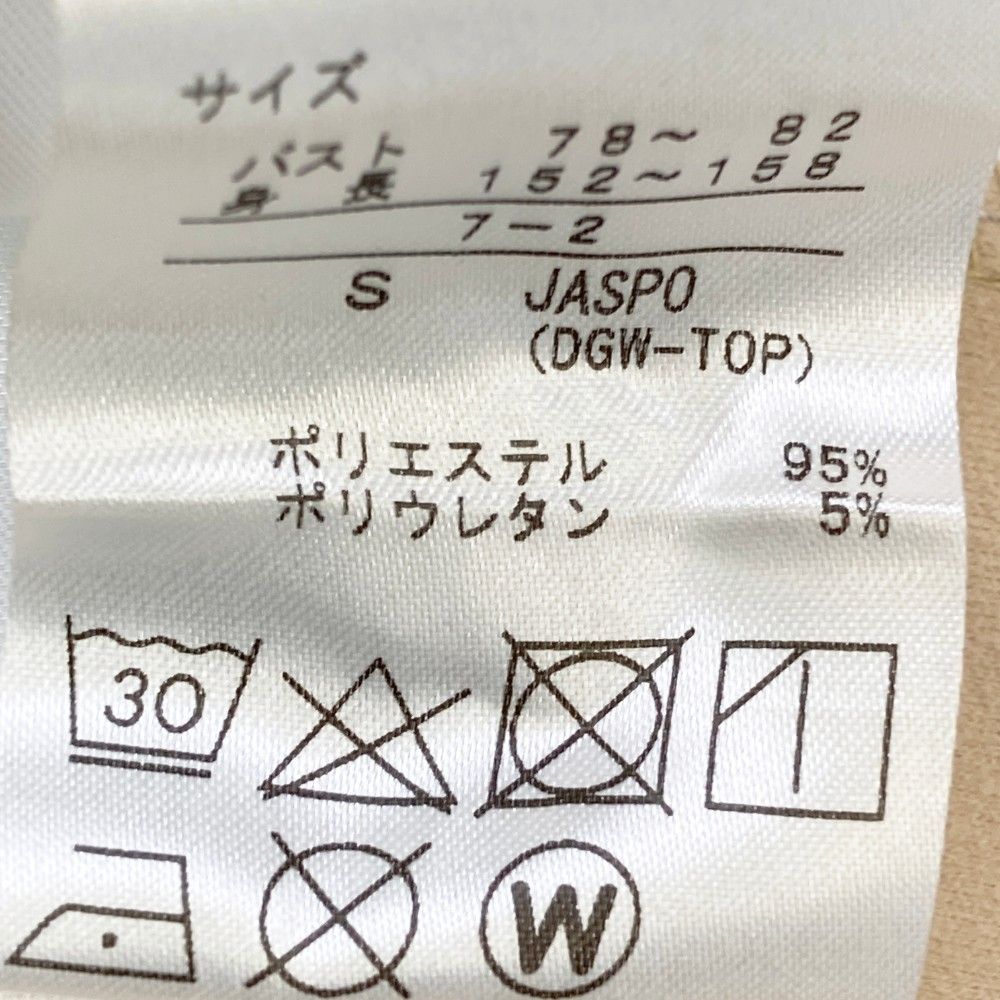 サイズ
バスト 78～ 82
身長 152～158
7-2
S JASPO
(DGW-TOP)
ポリエステル 95%
ポリウレタン 5%
30
W